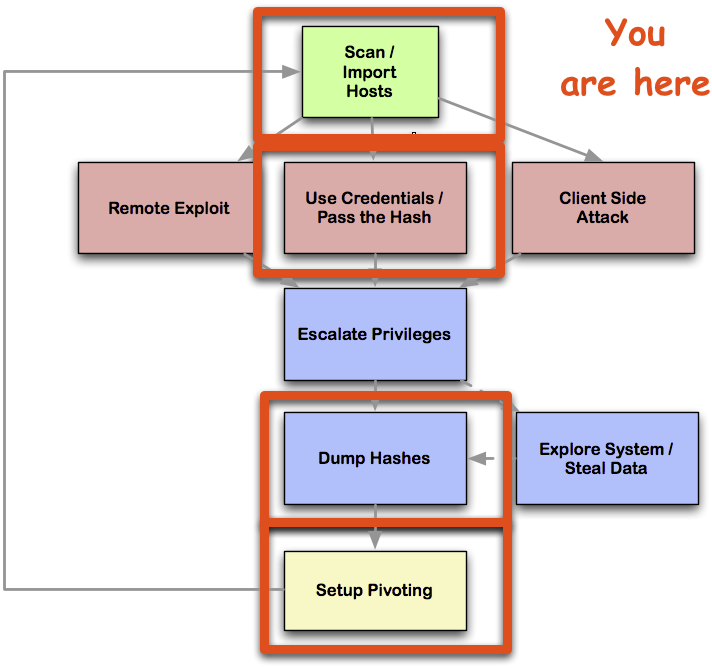 You
are here
Scan /
Import
Hosts
Remote Exploit
Use Credentials /
Pass the Hash
Client Side
Attack
Escalate Privileges
Dump Hashes
Explore System /
Steal Data
Setup Pivoting